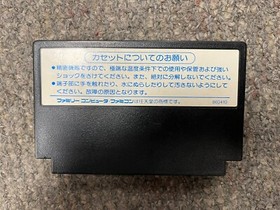 カセットについてのお願い
●精密機器ですので、極端な温度条件下での使用や保管および強い
ショックをさけてください。また、絶対に分解しないでください。
●端子部に手を触れたり、水にぬらしたりして汚さないようにして
ください。故障の原因となります。
ファミリーコンピュータ・ファミコンは任天堂の商標です。